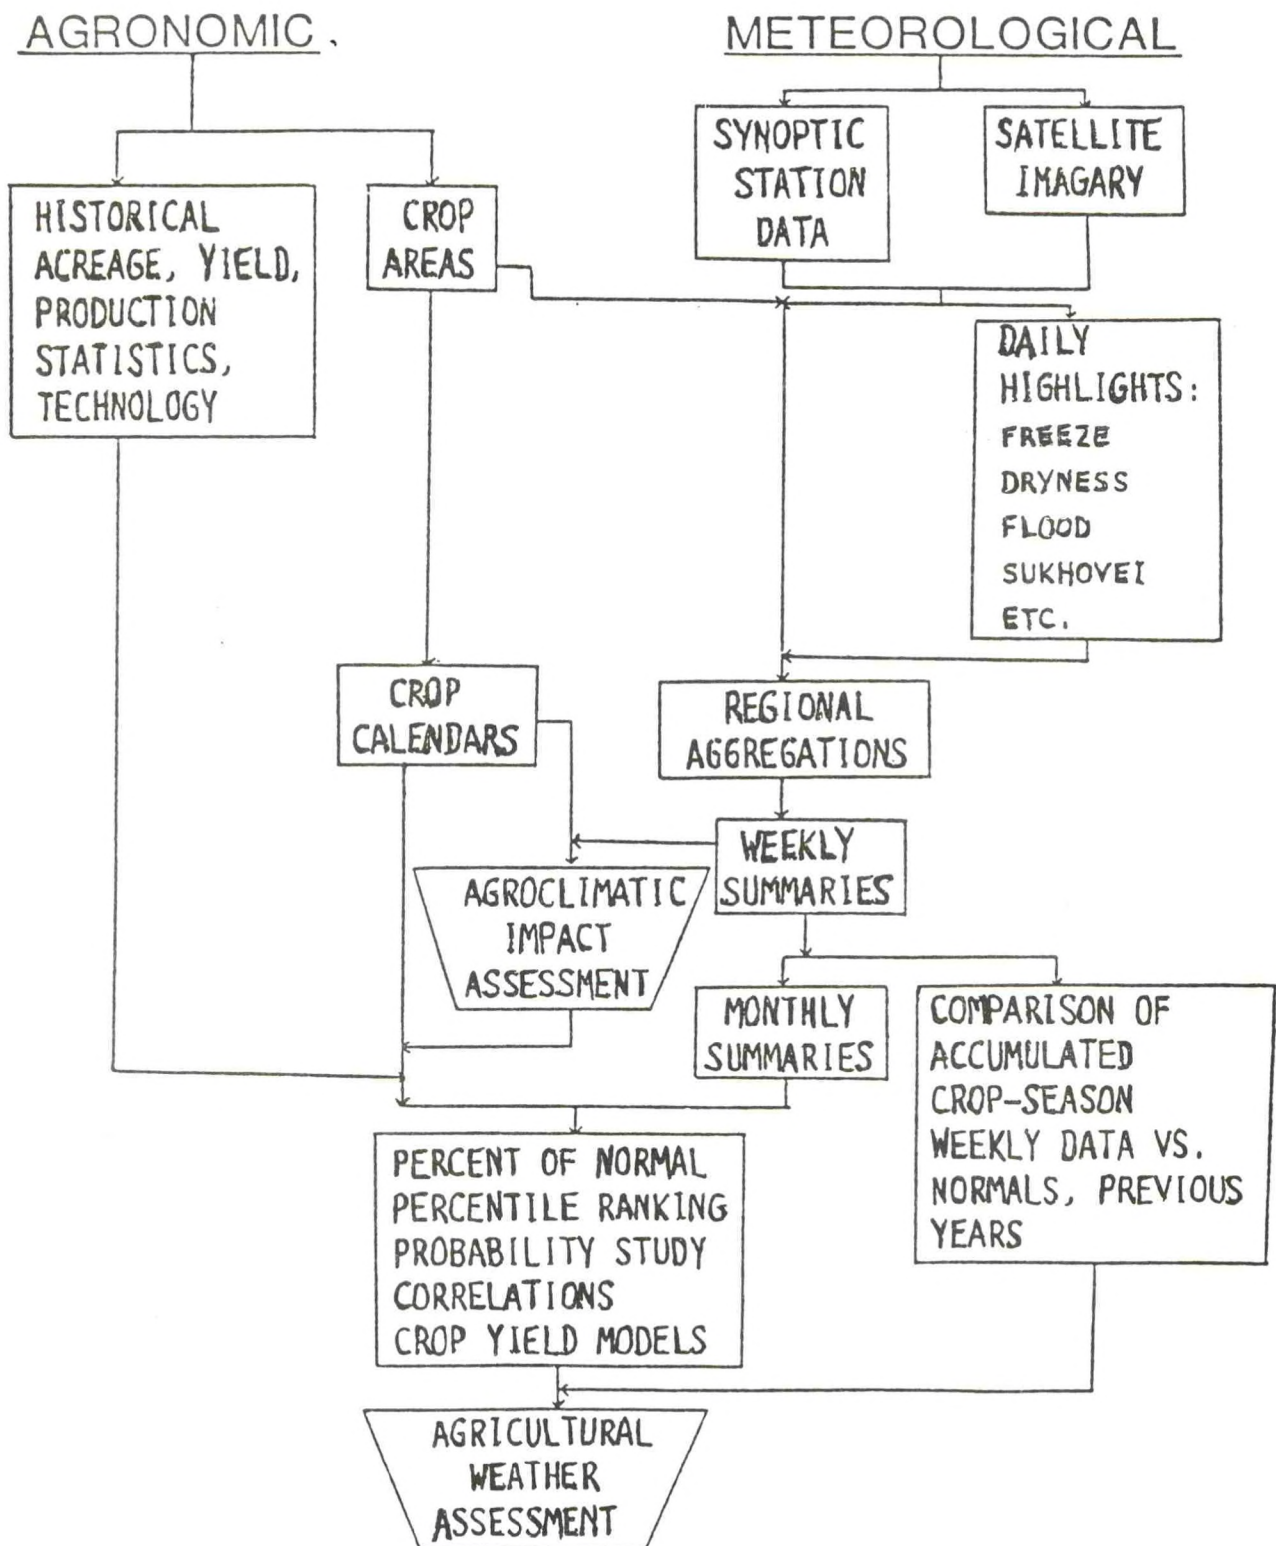 AGRONOMIC.
METEOROLOGICAL
SYNOPTIC
STATION
DATA
SATELLITE
IMAGARY
HISTORICAL
ACREAGE, YIELD,
PRODUCTION
STATISTICS,
TECHNOLOGY
CROP
AREAS
DAILY
HIGHLIGHTS:
FREEZE
DRYNESS
FLOOD
SUKHOVEI
ETC.
CROP
CALENDARS
REGIONAL
AGGREGATIONS
WEEKLY
SUMMARIES
AGROCLIMATIC
IMPACT
ASSESSMENT
MONTHLY
SUMMARIES
COMPARISON OF
ACCUMULATED
CROP-SEASON
WEEKLY DATA VS.
NORMALS, PREVIOUS
YEARS
PERCENT OF NORMAL
PERCENTILE RANKING
PROBABILITY STUDY
CORRELATIONS
CROP YIELD MODELS
AGRICULTURAL
WEATHER
ASSESSMENT